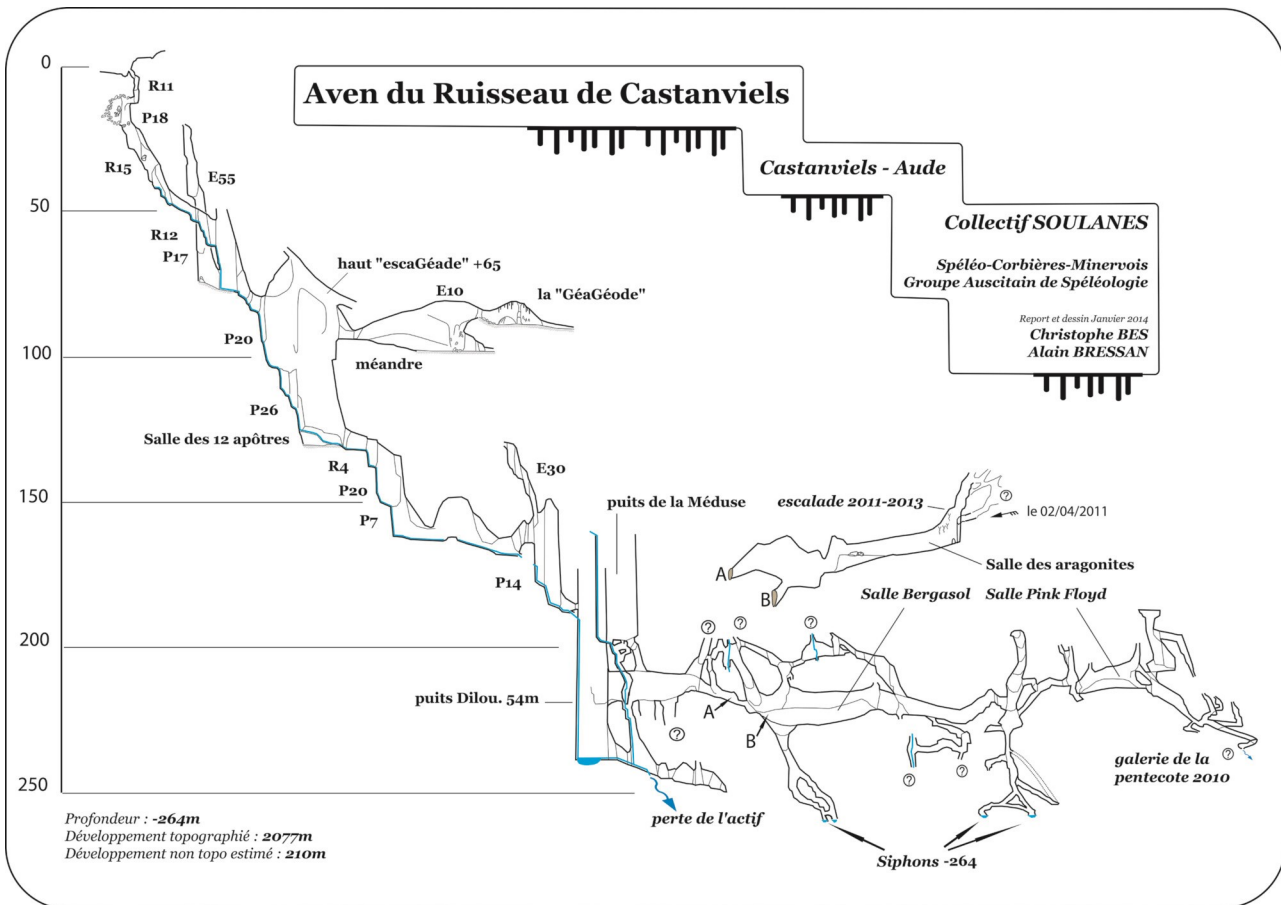 Aven du Ruisseau de Castanviels
Castanviels - Aude
Collectif SOULANES
Spéléo-Corbières-Minervois
Groupe Auscitain de Spéléologie
Report et dessin Janvier 2014
Christophe BES
Alain BRESSAN
0
R11
P18
R15
E55
50
R12
P17
haut "escaGéade" +65
E10
la "GéaGéode"
P20
100
méandre
P26
Salle des 12 apôtres
R4
E30
150
P20
puits de la Méduse
escalade 2011-2013
?
le 02/04/2011
P7
Salle des aragonites
A
P14
B
Salle Bergasol
Salle Pink Floyd
?
?
?
200
puits Dilou. 54m
A
?
B
?
?
?
galerie de la
pentecote 2010
250
perte de l'actif
Siphons -264
Profondeur : -264m
Développement topographié : 2077m
Développement non topo estimé : 210m